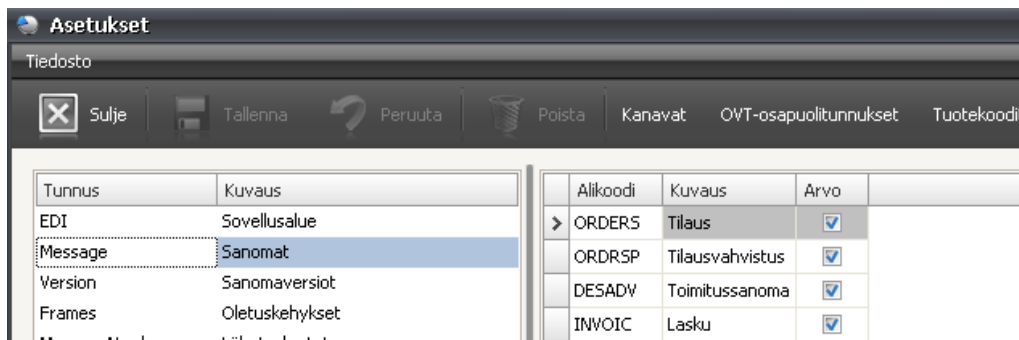 Asetukset
Tiedosto
Sulje Tallenna Peruuta Poista Kanavat OVT-osapuolitunnukset Tuotekoodi
Tunnus Kuvaus
EDI Sovellusalue
Message Sanomat
Version Sanomaversiot
Frames Oletuskehykset
Alikoodi Kuvaus Arvo
ORDERS Tilaus
ORDRSP Tilausvahvistus
DESADV Toimitussanoma
INVOIC Lasku